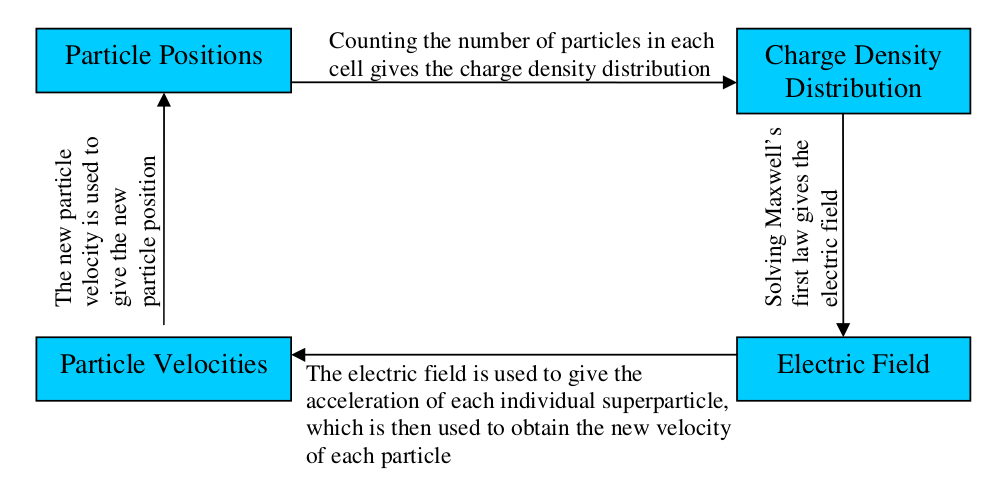 Particle Positions
Counting the number of particles in each
cell gives the charge density distribution
Charge Density
Distribution
The new particle
velocity is used to
give the new
particle position
Solving Maxwell's
first law gives the
electric field
Particle Velocities
The electric field is used to give the
acceleration of each individual superparticle,
which is then used to obtain the new velocity
of each particle
Electric Field